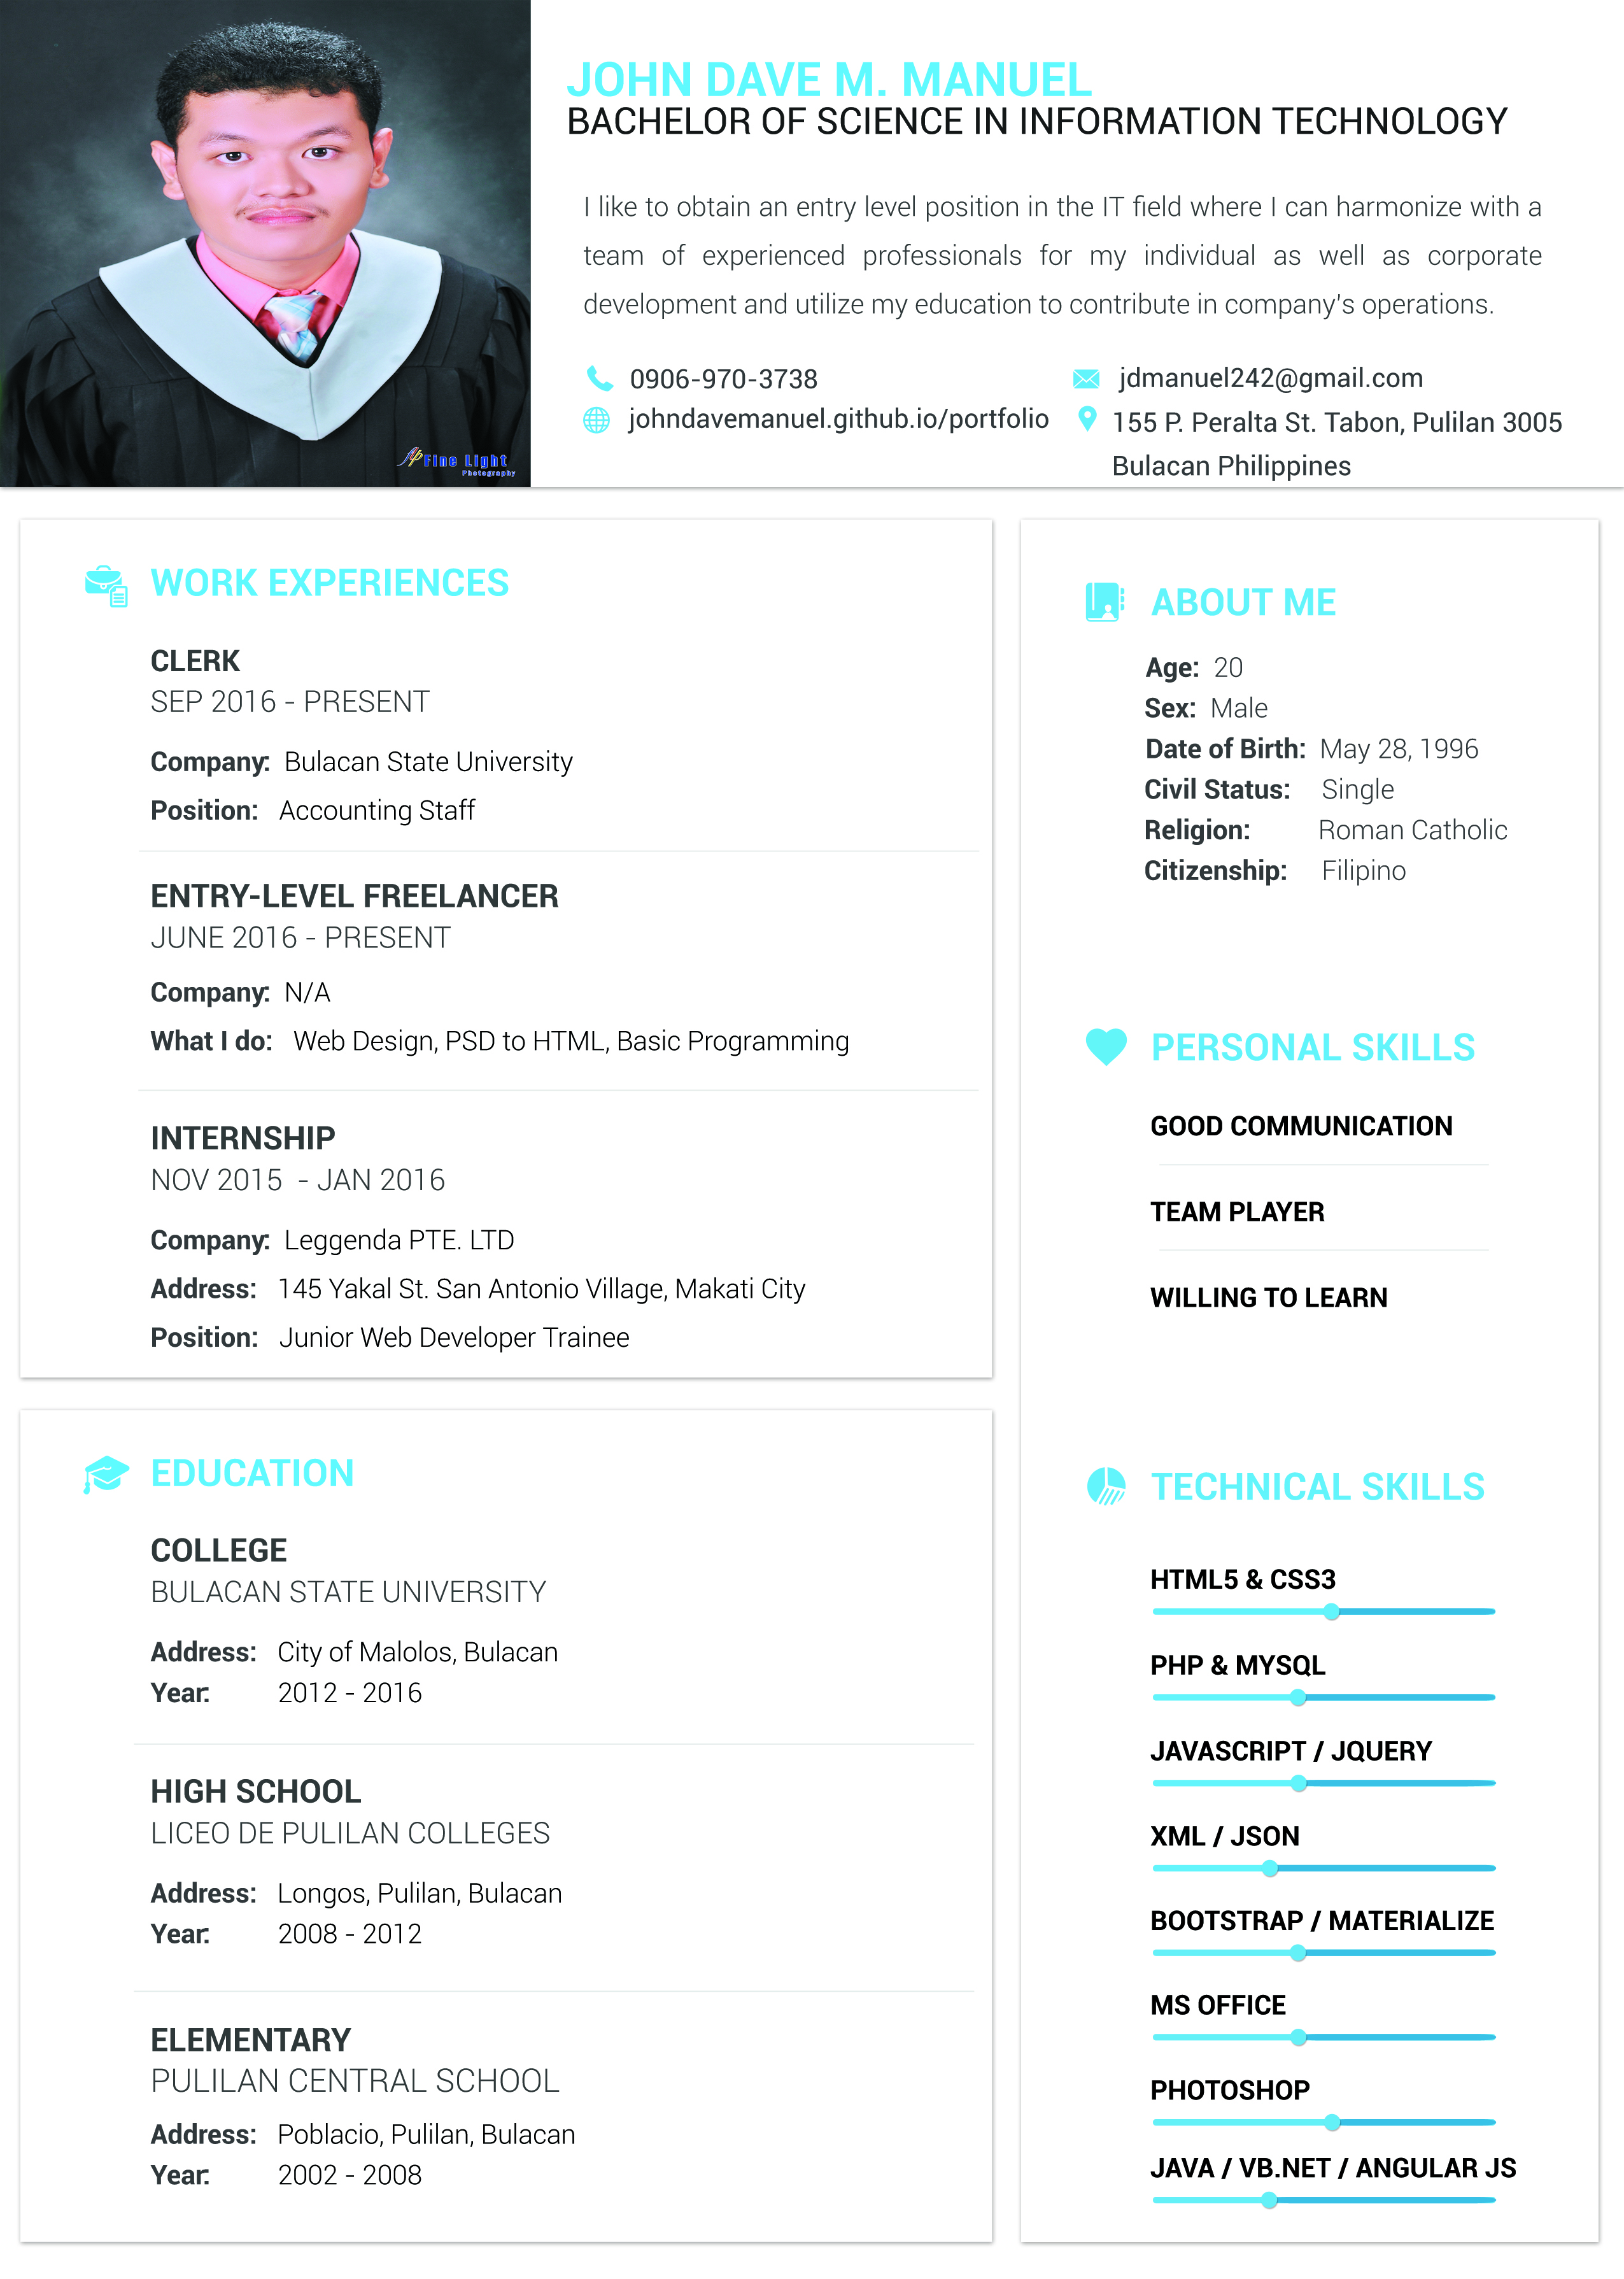 JOHN DAVE M. MANUEL
BACHELOR OF SCIENCE IN INFORMATION TECHNOLOGY
I like to obtain an entry level position in the IT field where I can harmonize with a
team of experienced professionals for my individual as well as corporate
development and utilize my education to contribute in company's operations.
0906-970-3738
jdmanuel242@gmail.com
johndavemanuel.github.io/portfolio
155 P. Peralta St. Tabon, Pulilan 3005
Bulacan Philippines
Fine Light
Photography
WORK EXPERIENCES
CLERK
SEP 2016 - PRESENT
Company: Bulacan State University
Position: Accounting Staff
ENTRY-LEVEL FREELANCER
JUNE 2016 - PRESENT
Company: N/A
What I do: Web Design, PSD to HTML, Basic Programming
INTERNSHIP
NOV 2015 - JAN 2016
Company: Leggenda PTE. LTD
Address: 145 Yakal St. San Antonio Village, Makati City
Position: Junior Web Developer Trainee
EDUCATION
COLLEGE
BULACAN STATE UNIVERSITY
Address: City of Malolos, Bulacan
Year: 2012 - 2016
HIGH SCHOOL
LICEO DE PULILAN COLLEGES
Address: Longos, Pulilan, Bulacan
Year: 2008 - 2012
ELEMENTARY
PULILAN CENTRAL SCHOOL
Address: Poblacio, Pulilan, Bulacan
Year: 2002 - 2008
ABOUT ME
Age: 20
Sex: Male
Date of Birth: May 28, 1996
Civil Status: Single
Religion: Roman Catholic
Citizenship: Filipino
PERSONAL SKILLS
GOOD COMMUNICATION
TEAM PLAYER
WILLING TO LEARN
TECHNICAL SKILLS
HTML5 & CSS3
PHP & MYSQL
JAVASCRIPT / JQUERY
XML / JSON
BOOTSTRAP / MATERIALIZE
MS OFFICE
PHOTOSHOP
JAVA / VB.NET / ANGULAR JS